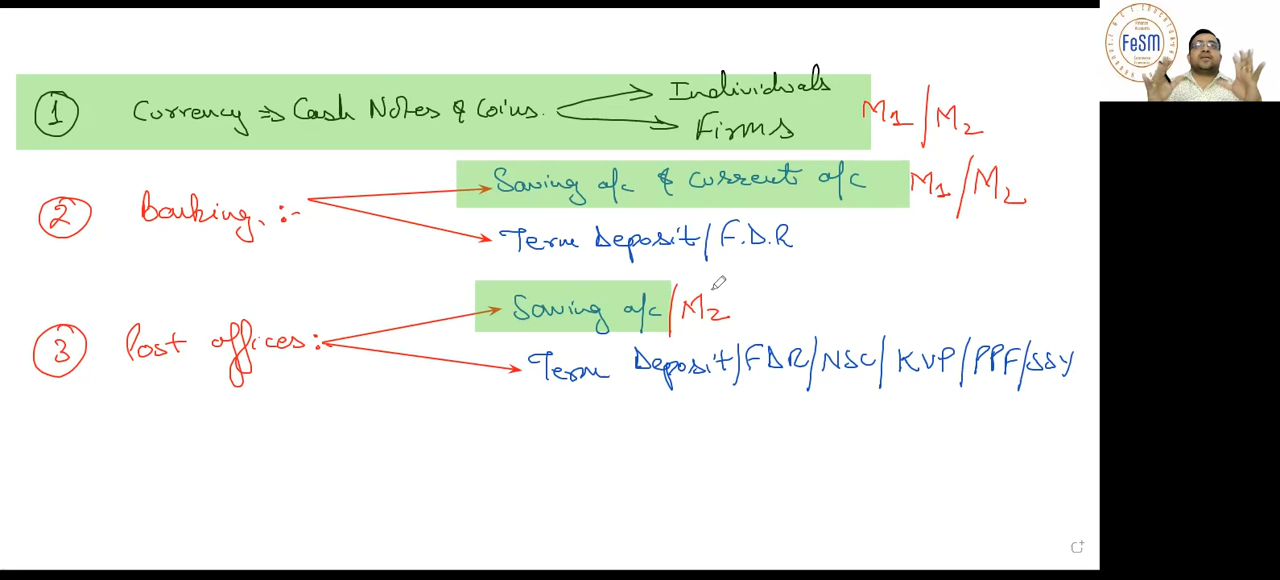 FeSM
Individuals
① Currency ⇒ Cash Notes & Coins.
Firms
M1/M2
Saving a/c & current a/c M1/M2
② Banking :-
Term Deposit/F.D.R
Saving a/c/M2
③ Post offices :
Term Deposit/FDR/NSC/KVP/PPF/SSY